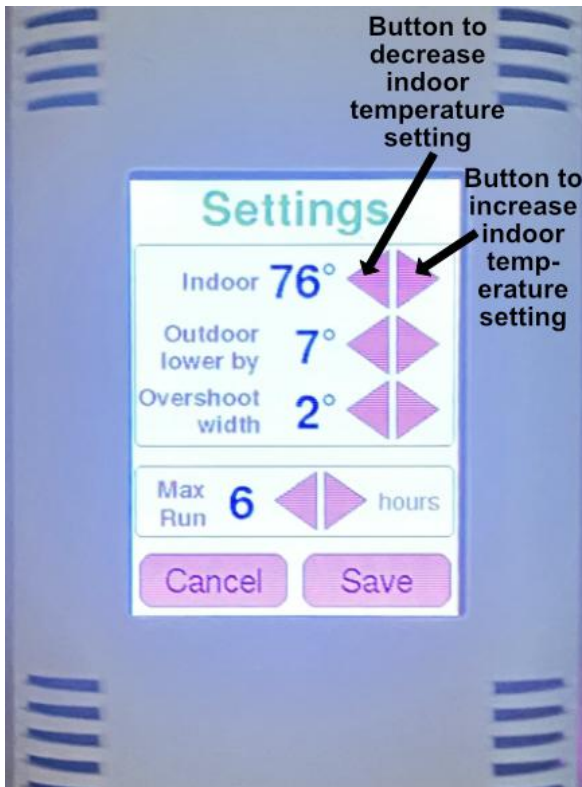 Button to
decrease
indoor
temperature
setting
Button to
increase
indoor
temp-
erature
setting
Settings
Indoor 76°
Outdoor
lower by 7°
Overshoot
width 2°
Max
Run 6 hours
Cancel Save